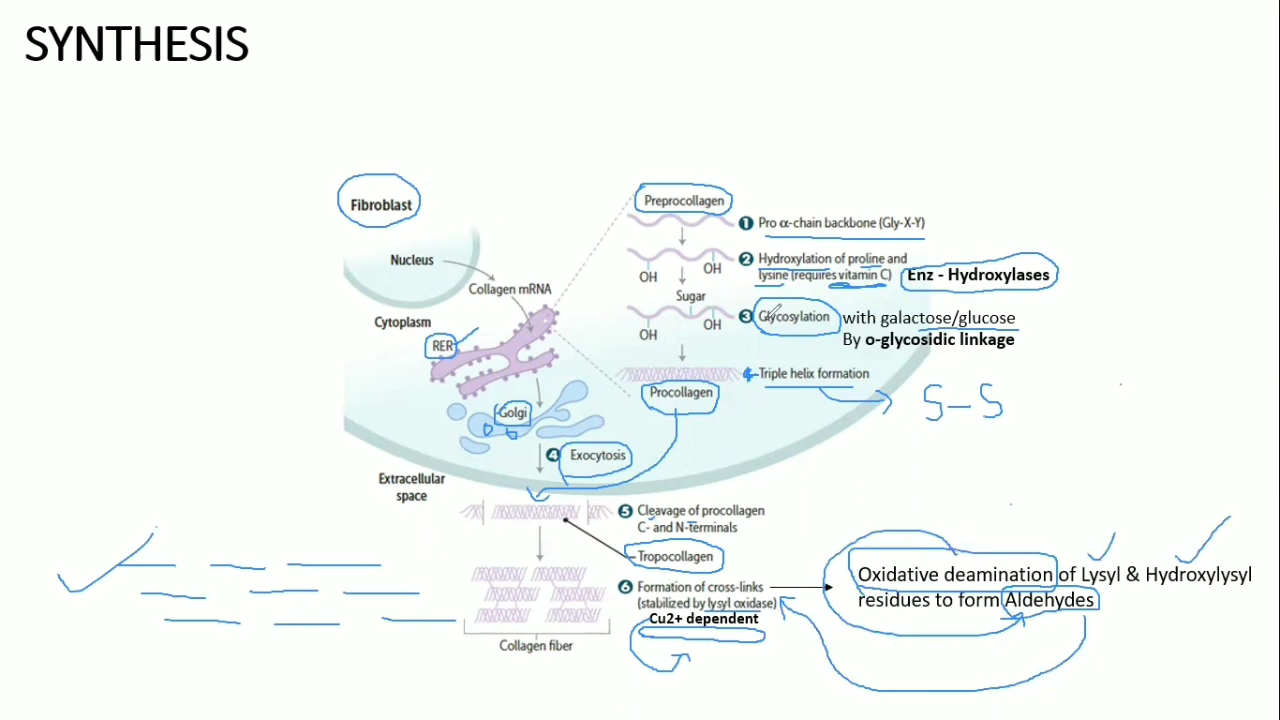 SYNTHESIS
Fibroblast
Nucleus
Collagen mRNA
Cytoplasm
RER
Golgi
Preprocollagen
1 Pro α-chain backbone (Gly-X-Y)
2 Hydroxylation of proline and
lysine (requires vitamin C)
Enz - Hydroxylases
OH OH
Sugar
3 Glycosylation
with galactose/glucose
By o-glycosidic linkage
OH OH
Triple helix formation
S-S
Procollagen
4 Exocytosis
Extracellular
space
5 Cleavage of procollagen
C- and N-terminals
Tropocollagen
6 Formation of cross-links
(stabilized by lysyl oxidase)
Cu2+ dependent
Oxidative deamination of Lysyl & Hydroxylysyl
residues to form Aldehydes
Collagen fiber